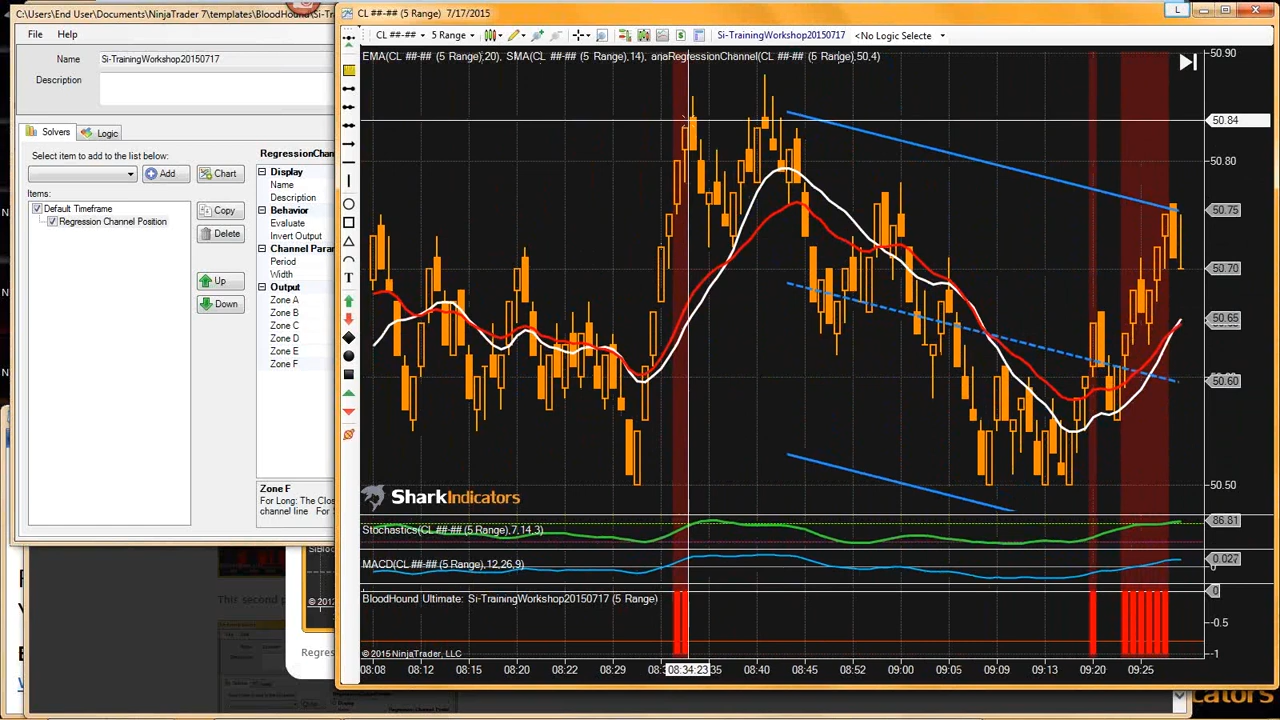 C:\Users\End User\Documents\NinjaTrader 7\templates\BloodHound\Si-Tr
File Help
Name Si-TrainingWorkshop20150717
Description
Solvers Logic
Select item to add to the list below:
Add Chart
Items:
Default Timeframe
Regression Channel Position
Copy
Delete
Up
Down
RegressionChan
Display
Name
Description
Behavior
Evaluate
Invert Output
Channel Para
Period
Width
Output
Zone A
Zone B
Zone C
Zone D
Zone E
Zone F
Zone F
For Long: The Close
channel line For S
This second p
Regres
CL ##-## (5 Range) 7/17/2015
L
CL ##-## 5 Range Si-TrainingWorkshop20150717 <No Logic Selecte
EMA(CL ##-## (5 Range),20), SMA(CL ##-## (5 Range),14), anaRegressionChannel(CL ##-## (5 Range),50,4)
50.90
50.84
50.80
50.75
50.70
50.65
50.60
50.50
SharkIndicators
Stochastics(CL ##-## (5 Range),7,14,3)
86.81
MACD(CL ##-## (5 Range),12,26,9)
0.027
0
BloodHound Ultimate: Si-TrainingWorkshop20150717 (5 Range)
0
-0.5
-1
© 2015 NinjaTrader, LLC
08:08 08:12 08:15 08:20 08:22 08:29 08:34:23 08:35 08:40 08:45 08:52 09:00 09:05 09:09 09:13 09:20 09:25
icators